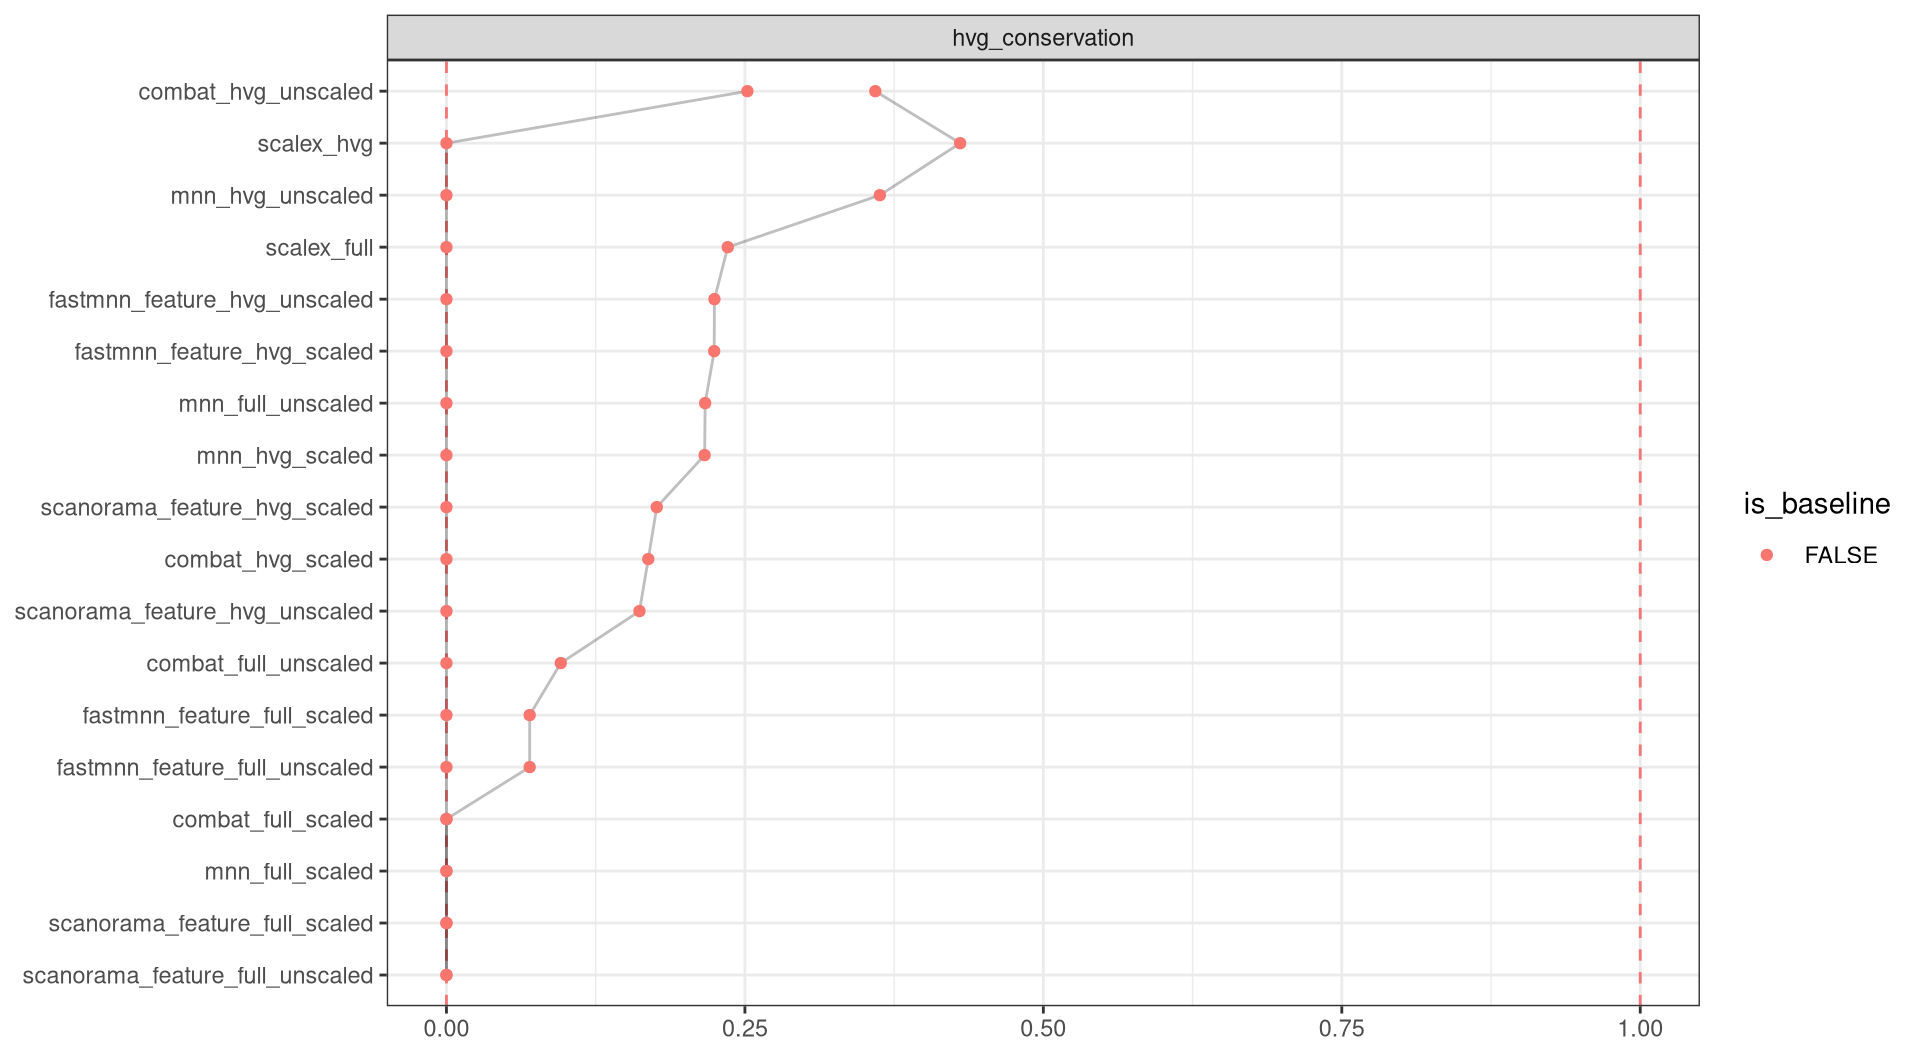 hvg_conservation
combat_hvg_unscaled
scalex_hvg
mnn_hvg_unscaled
scalex_full
fastmnn_feature_hvg_unscaled
fastmnn_feature_hvg_scaled
mnn_full_unscaled
mnn_hvg_scaled
scanorama_feature_hvg_scaled
combat_hvg_scaled
scanorama_feature_hvg_unscaled
combat_full_unscaled
fastmnn_feature_full_scaled
fastmnn_feature_full_unscaled
combat_full_scaled
mnn_full_scaled
scanorama_feature_full_scaled
scanorama_feature_full_unscaled
0.00 0.25 0.50 0.75 1.00
is_baseline
FALSE